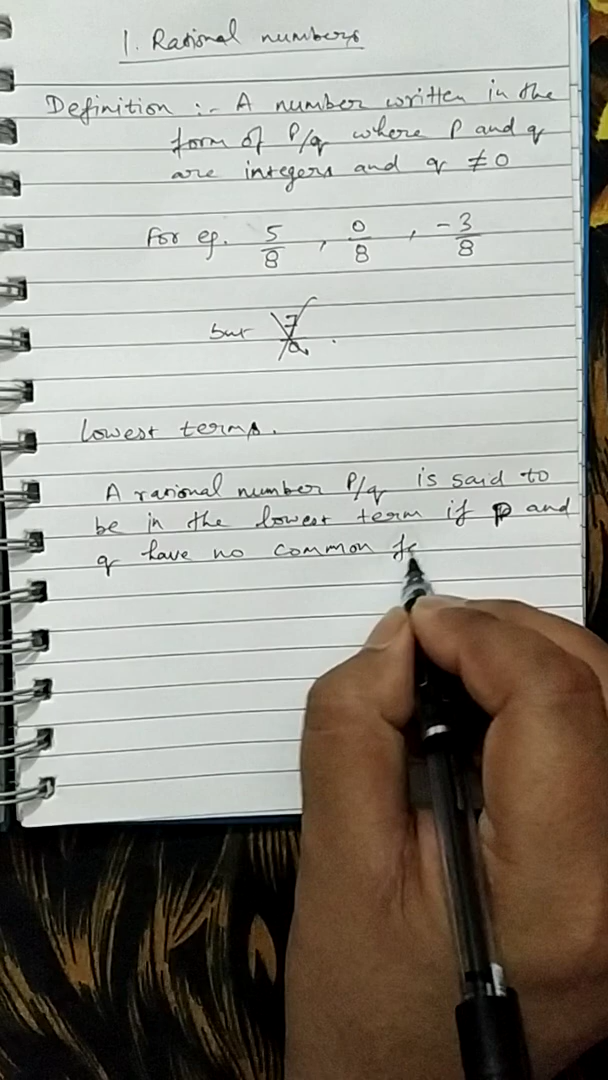 1. Rational numbers
Definition :- A number written in the
form of P/q where P and q
are integers and q ≠ 0
For eg. 5/8 , 0/8 , -3/8
but .
lowest terms.
A rational number P/q is said to
be in the lowest term if p and
q have no common